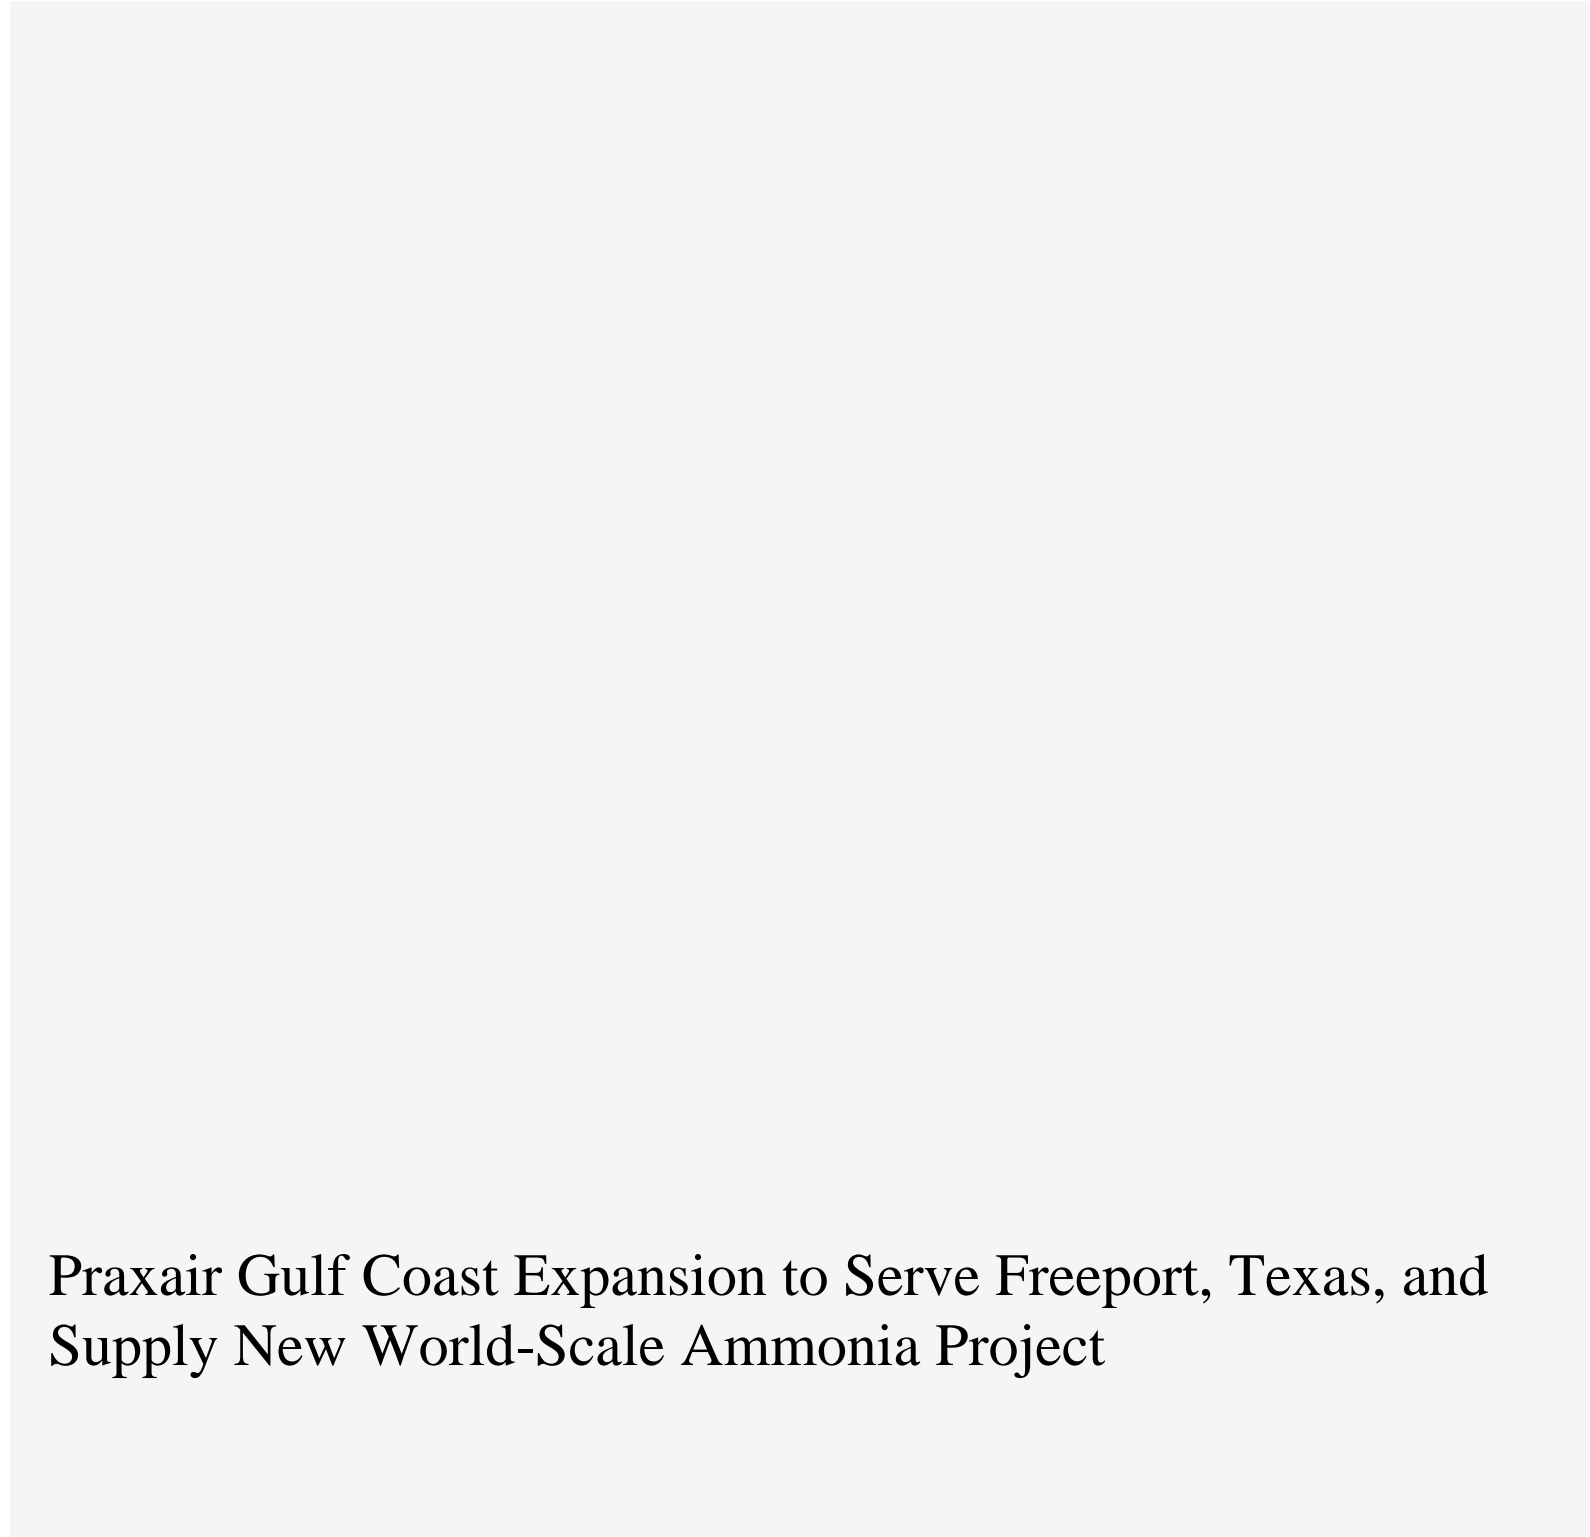 Praxair Gulf Coast Expansion to Serve Freeport, Texas, and
Supply New World-Scale Ammonia Project